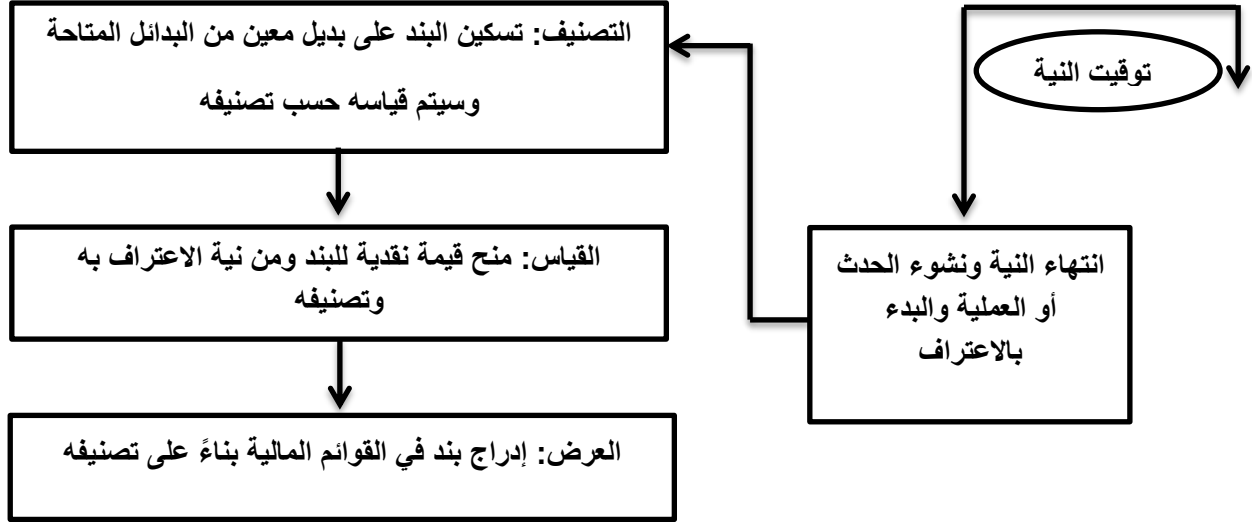 توقيت النية
انتهاء النية ونشوء الحدث
أو العملية والبدء
بالاعتراف
التصنيف: تسكين البند على بديل معين من البدائل المتاحة
وسيتم قياسه حسب تصنيفه
القياس: منح قيمة نقدية للبند ومن نية الاعتراف به
وتصنيفه
العرض: إدراج بند في القوائم المالية بناءً على تصنيفه